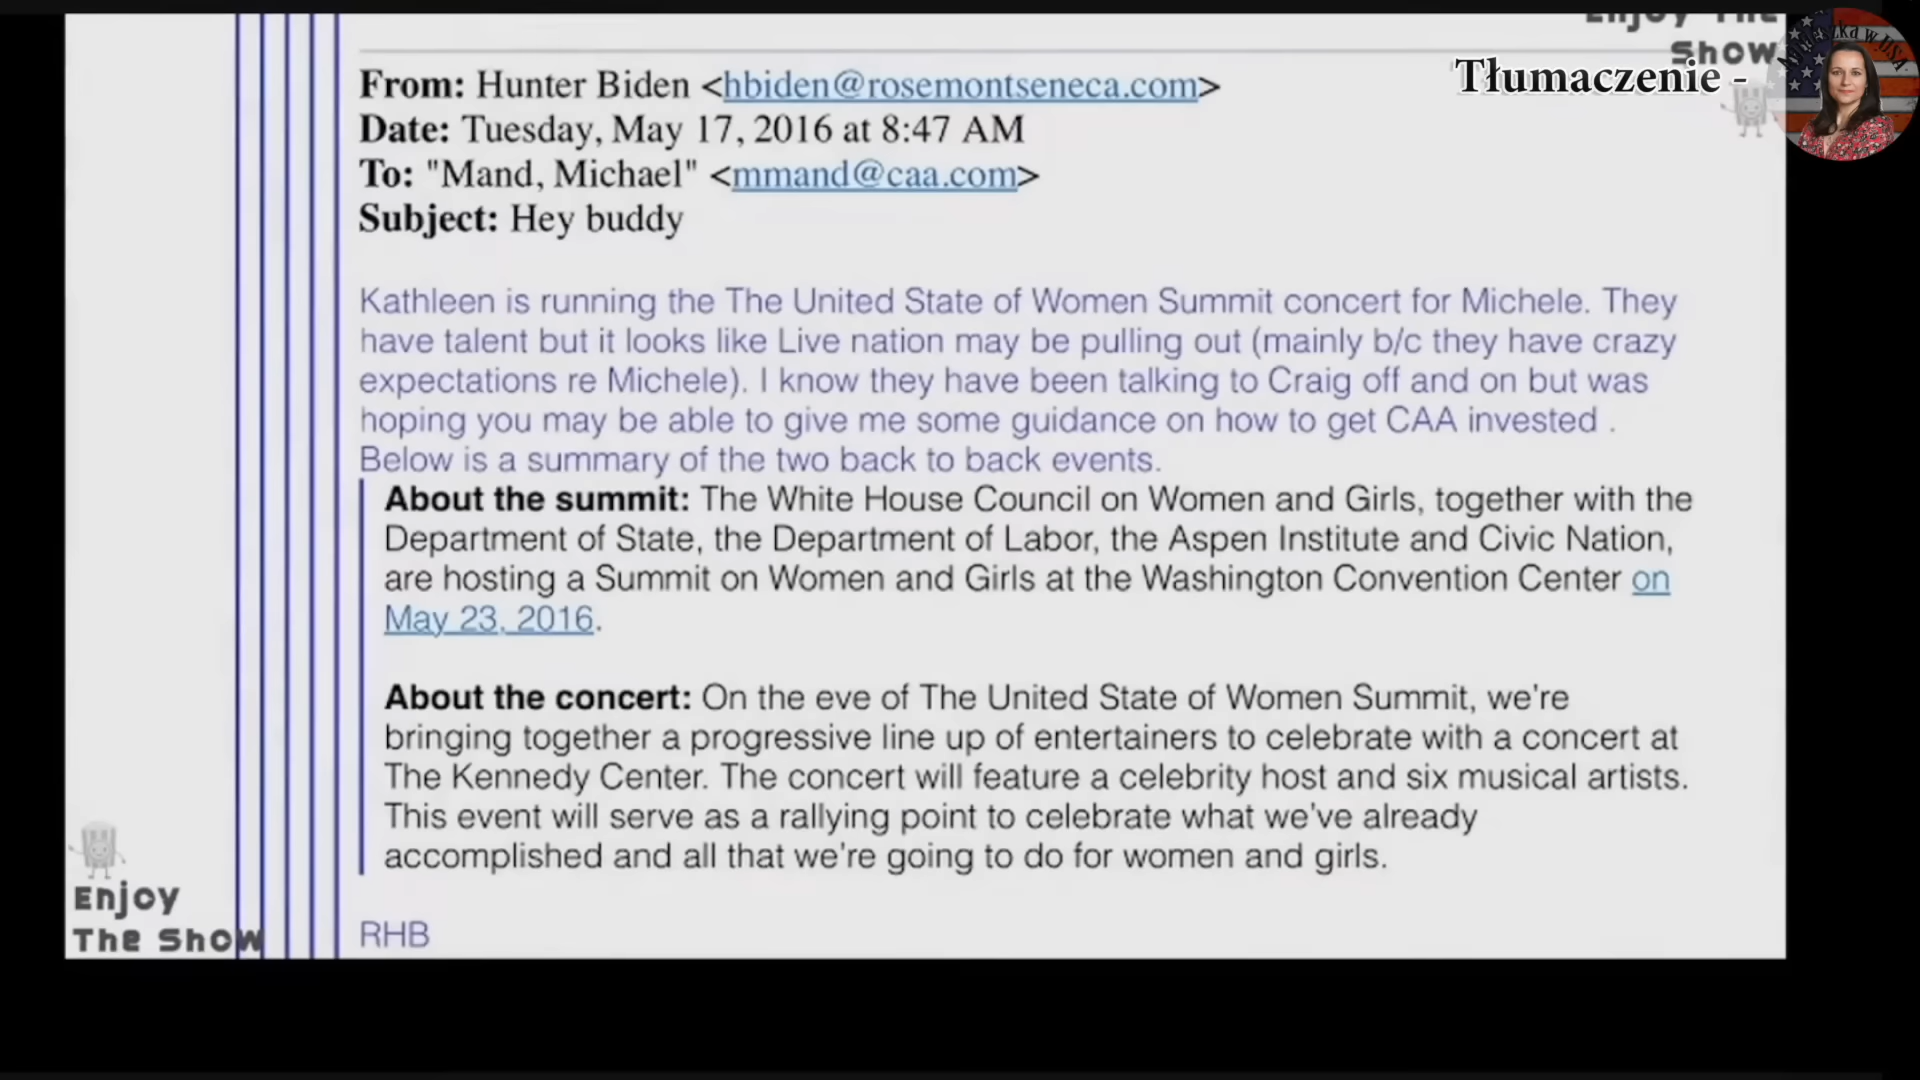 Enjoy The
Show
Tłumaczenie -
From: Hunter Biden <hbiden@rosemontseneca.com>
Date: Tuesday, May 17, 2016 at 8:47 AM
To: "Mand, Michael" <mmand@caa.com>
Subject: Hey buddy
Kathleen is running the The United State of Women Summit concert for Michele. They
have talent but it looks like Live nation may be pulling out (mainly b/c they have crazy
expectations re Michele). I know they have been talking to Craig off and on but was
hoping you may be able to give me some guidance on how to get CAA invested .
Below is a summary of the two back to back events.
About the summit: The White House Council on Women and Girls, together with the
Department of State, the Department of Labor, the Aspen Institute and Civic Nation,
are hosting a Summit on Women and Girls at the Washington Convention Center on
May 23, 2016.
About the concert: On the eve of The United State of Women Summit, we're
bringing together a progressive line up of entertainers to celebrate with a concert at
The Kennedy Center. The concert will feature a celebrity host and six musical artists.
This event will serve as a rallying point to celebrate what we've already
accomplished and all that we're going to do for women and girls.
RHB
Enjoy
The Show